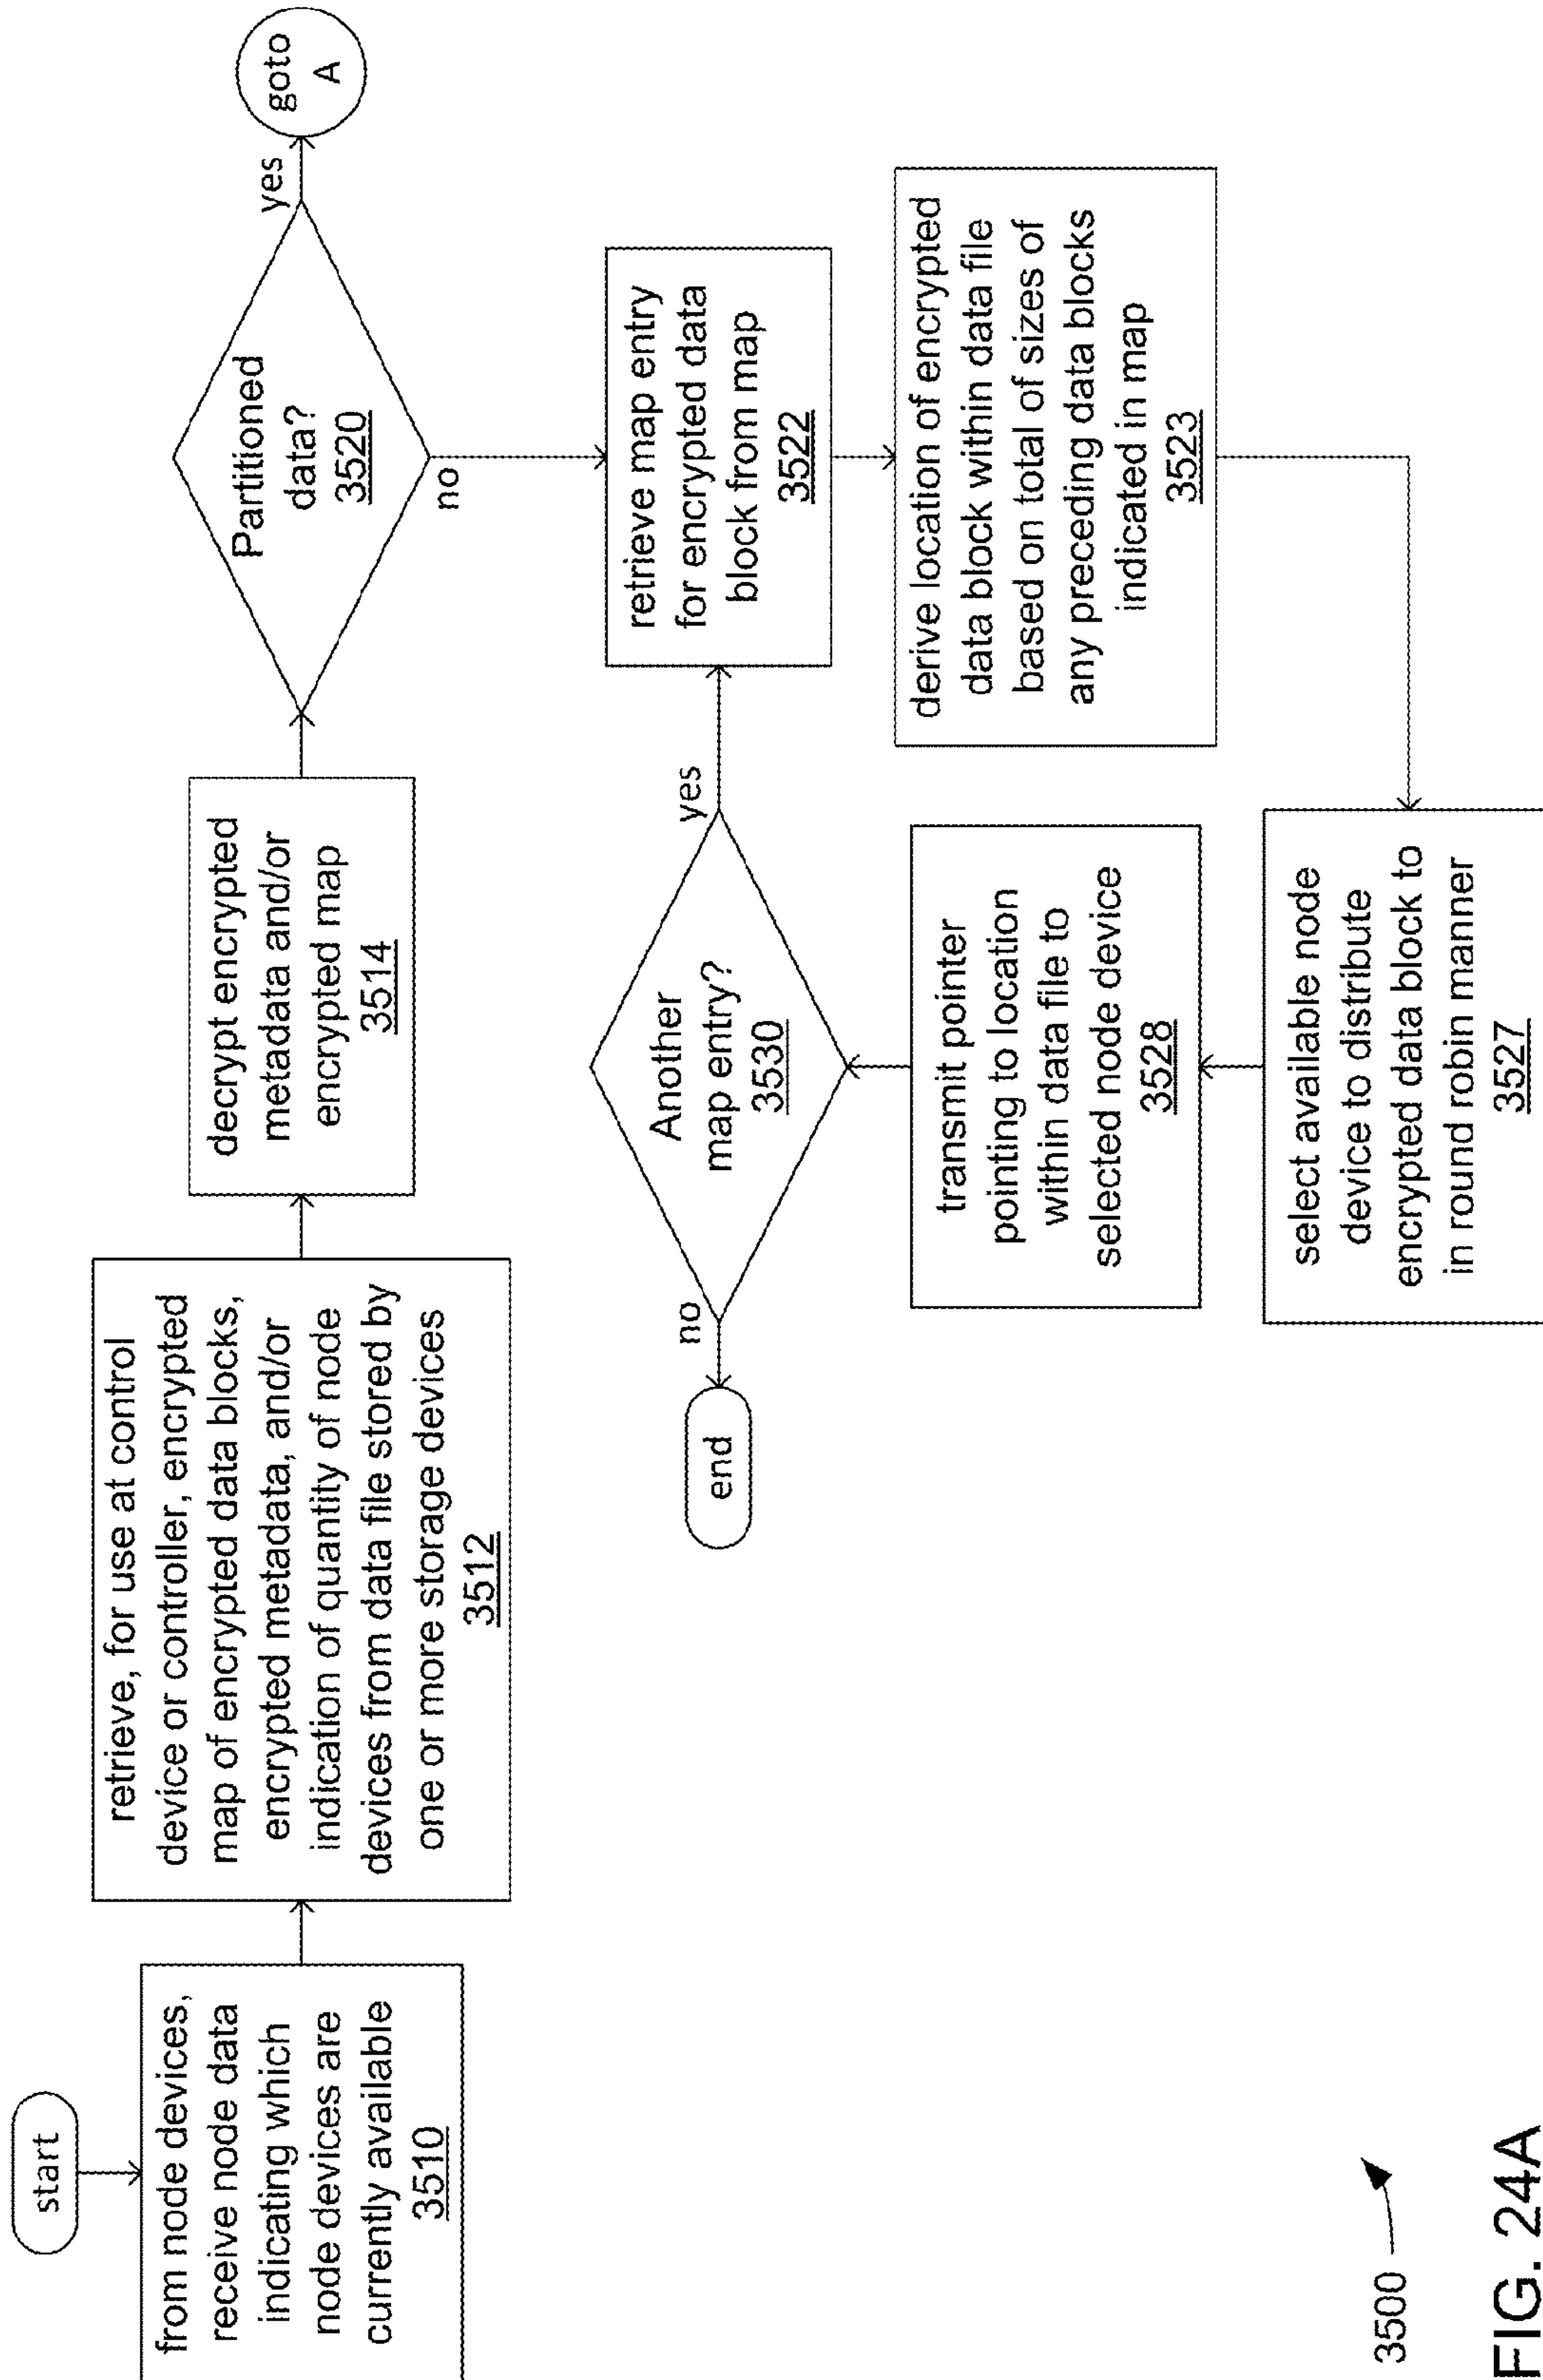 start
from node devices,
receive node data
indicating which
node devices are
currently available
3510
retrieve, for use at control
device or controller, encrypted
map of encrypted data blocks,
encrypted metadata, and/or
indication of quantity of node
devices from data file stored by
one or more storage devices
3512
decrypt encrypted
metadata and/or
encrypted map
3514
Partitioned
data?
3520
yes
goto
A
no
retrieve map entry
for encrypted data
block from map
3522
derive location of encrypted
data block within data file
based on total of sizes of
any preceding data blocks
indicated in map
3523
select available node
device to distribute
encrypted data block to
in round robin manner
3527
transmit pointer
pointing to location
within data file to
selected node device
3528
Another
map entry?
3530
yes
no
end
3500
FIG. 24A